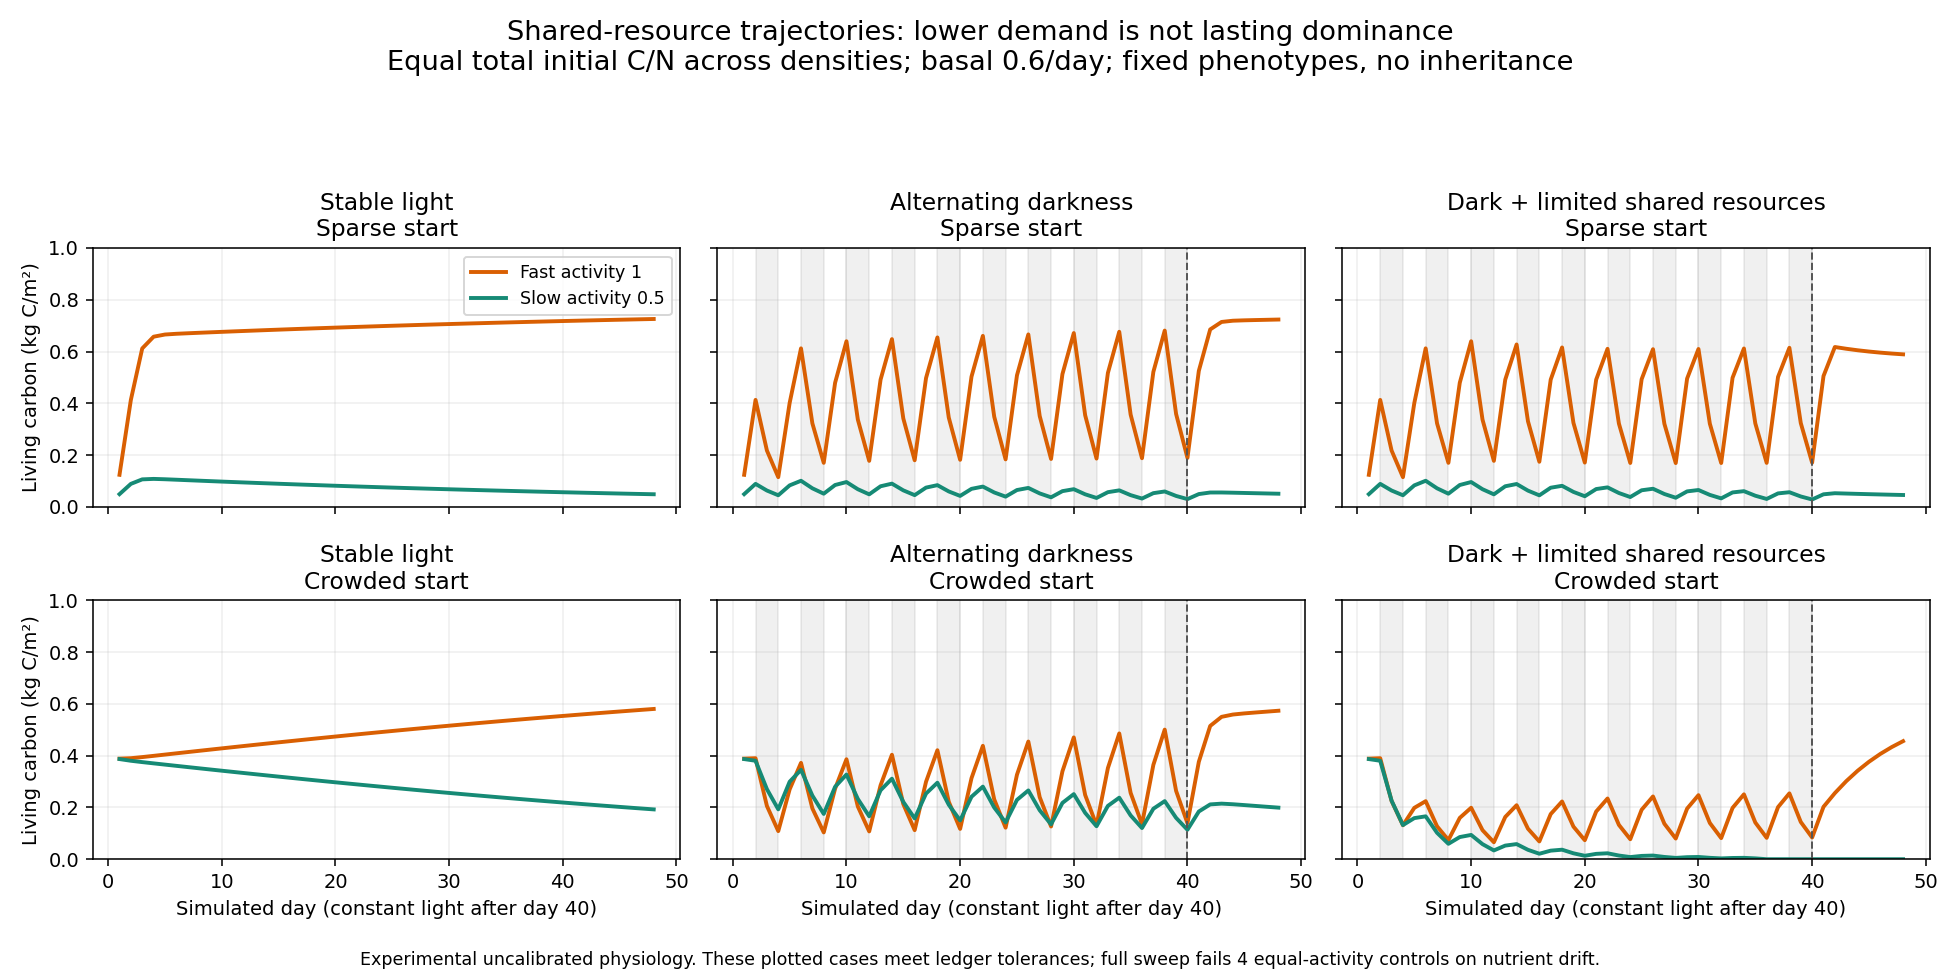 Shared-resource trajectories: lower demand is not lasting dominance
Equal total initial C/N across densities; basal 0.6/day; fixed phenotypes, no inheritance
Stable light
Sparse start
Alternating darkness
Sparse start
Dark + limited shared resources
Sparse start
Living carbon (kg C/m²)
1.0
0.8
0.6
0.4
0.2
0.0
Fast activity 1
Slow activity 0.5
Stable light
Crowded start
Alternating darkness
Crowded start
Dark + limited shared resources
Crowded start
Living carbon (kg C/m²)
1.0
0.8
0.6
0.4
0.2
0.0
0 10 20 30 40 50
0 10 20 30 40 50
0 10 20 30 40 50
Simulated day (constant light after day 40)
Simulated day (constant light after day 40)
Simulated day (constant light after day 40)
Experimental uncalibrated physiology. These plotted cases meet ledger tolerances; full sweep fails 4 equal-activity controls on nutrient drift.